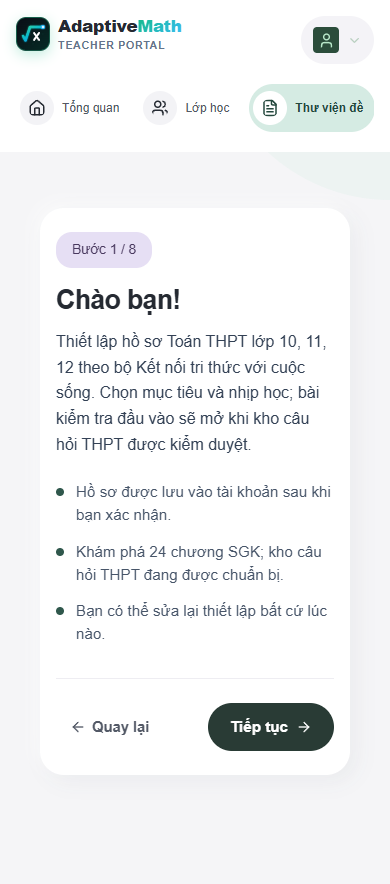 AdaptiveMath
TEACHER PORTAL
Tổng quan
Lớp học
Thư viện đề
Bước 1 / 8
Chào bạn!
Thiết lập hồ sơ Toán THPT lớp 10, 11,
12 theo bộ Kết nối tri thức với cuộc
sống. Chọn mục tiêu và nhịp học; bài
kiểm tra đầu vào sẽ mở khi kho câu
hỏi THPT được kiểm duyệt.
Hồ sơ được lưu vào tài khoản sau khi
bạn xác nhận.
Khám phá 24 chương SGK; kho câu
hỏi THPT đang được chuẩn bị.
Bạn có thể sửa lại thiết lập bất cứ lúc
nào.
Quay lại
Tiếp tục